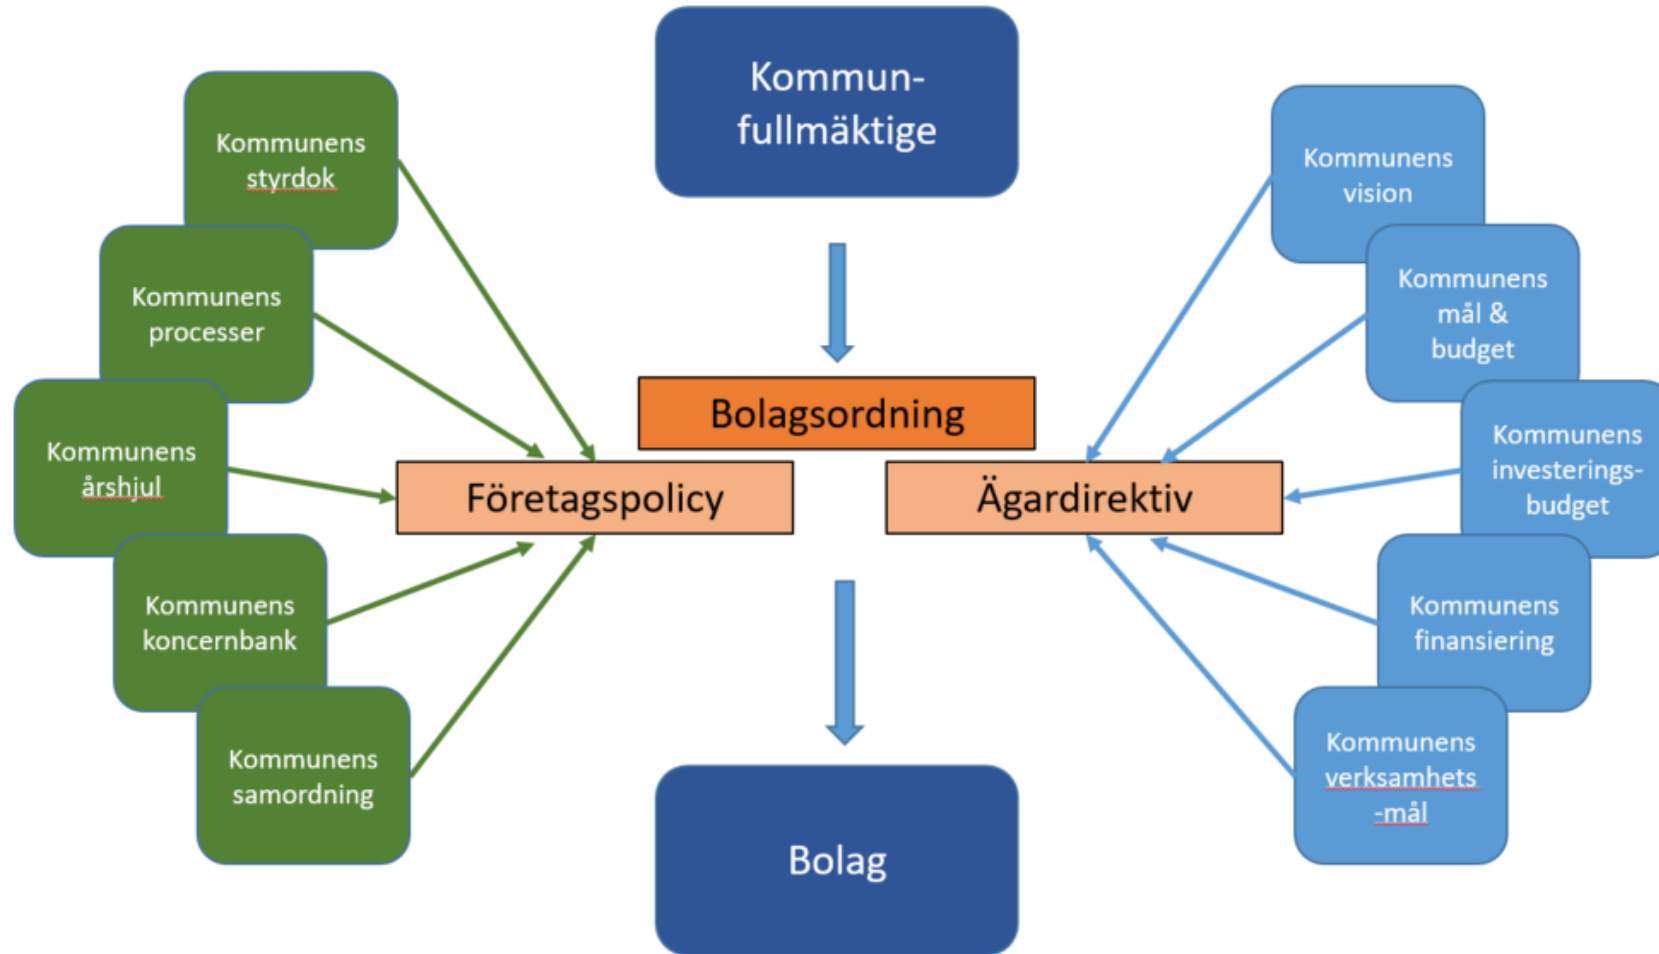 Kommun-
fullmäktige
Kommunens
styrdok
Kommunens
processer
Kommunens
årshjul
Kommunens
koncernbank
Kommunens
samordning
Bolagsordning
Företagspolicy
Ägardirektiv
Kommunens
vision
Kommunens
mål &
budget
Kommunens
investerings-
budget
Kommunens
finansiering
Kommunens
verksamhets
-mål
Bolag